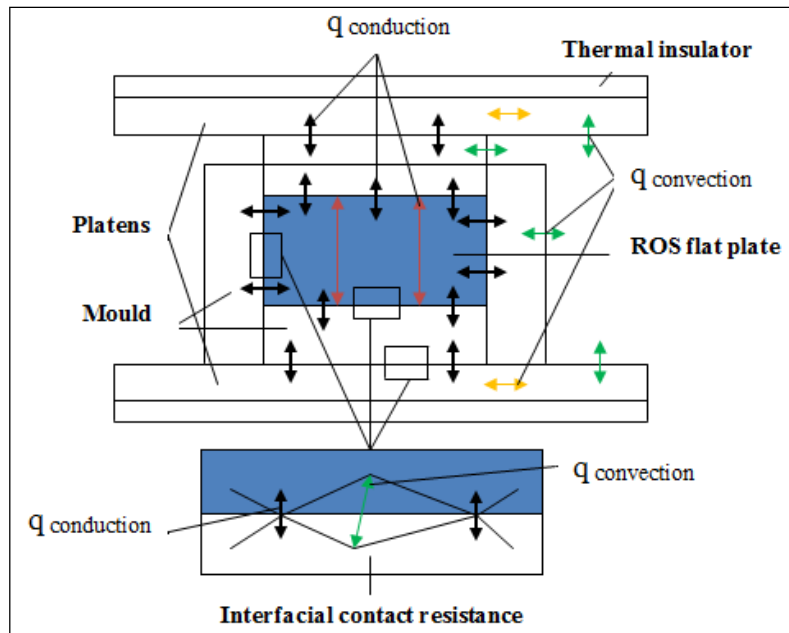 q conduction
Thermal insulator
q convection
Platens
ROS flat plate
Mould
q convection
q conduction
Interfacial contact resistance